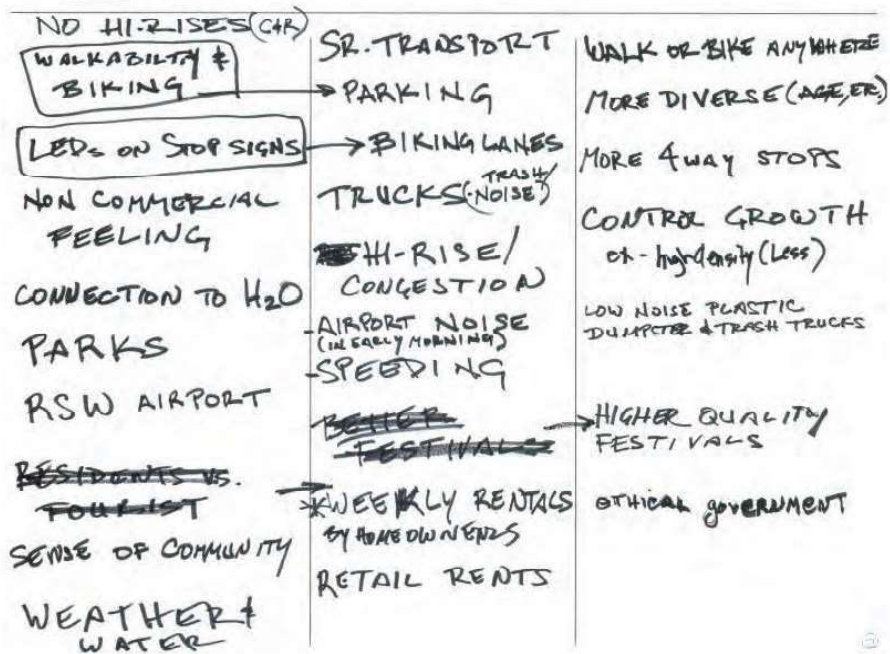 NO HI-RISES (CHR)
WALKABILTY &
BIKING
LEDs ON STOP SIGNS
NON COMMERCIAL
FEELING
CONNECTION TO H2O
PARKS
RSW AIRPORT
RESIDENTS VS.
TOURIST
SENSE OF COMMUNITY
WEATHER &
WATER
SR. TRANSPORT
PARKING
BIKING LANES
TRUCKS (TRASH/
NOISE)
HI-RISE/
CONGESTION
-AIRPORT NOISE
(IN EARLY MORNING)
-SPEEDING
BETTER
FESTIVALS
*WEEKLY RENTALS
BY HOMEOWNERS
RETAIL RENTS
WALK OR BIKE ANYWHERE
MORE DIVERSE (AGE, ER,)
MORE 4 WAY STOPS
CONTROL GROWTH
high density (Less)
LOW NOISE PLASTIC
DUMPSTER & TRASH TRUCKS
HIGHER QUALITY
FESTIVALS
ETHICAL GOVERNMENT